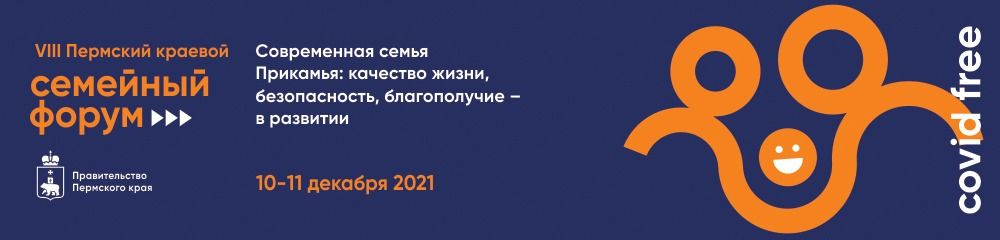 VIII Пермский краевой
семейный
форум
Правительство
Пермского края
Современная семья
Прикамья: качество жизни,
безопасность, благополучие –
в развитии
10-11 декабря 2021
covid free